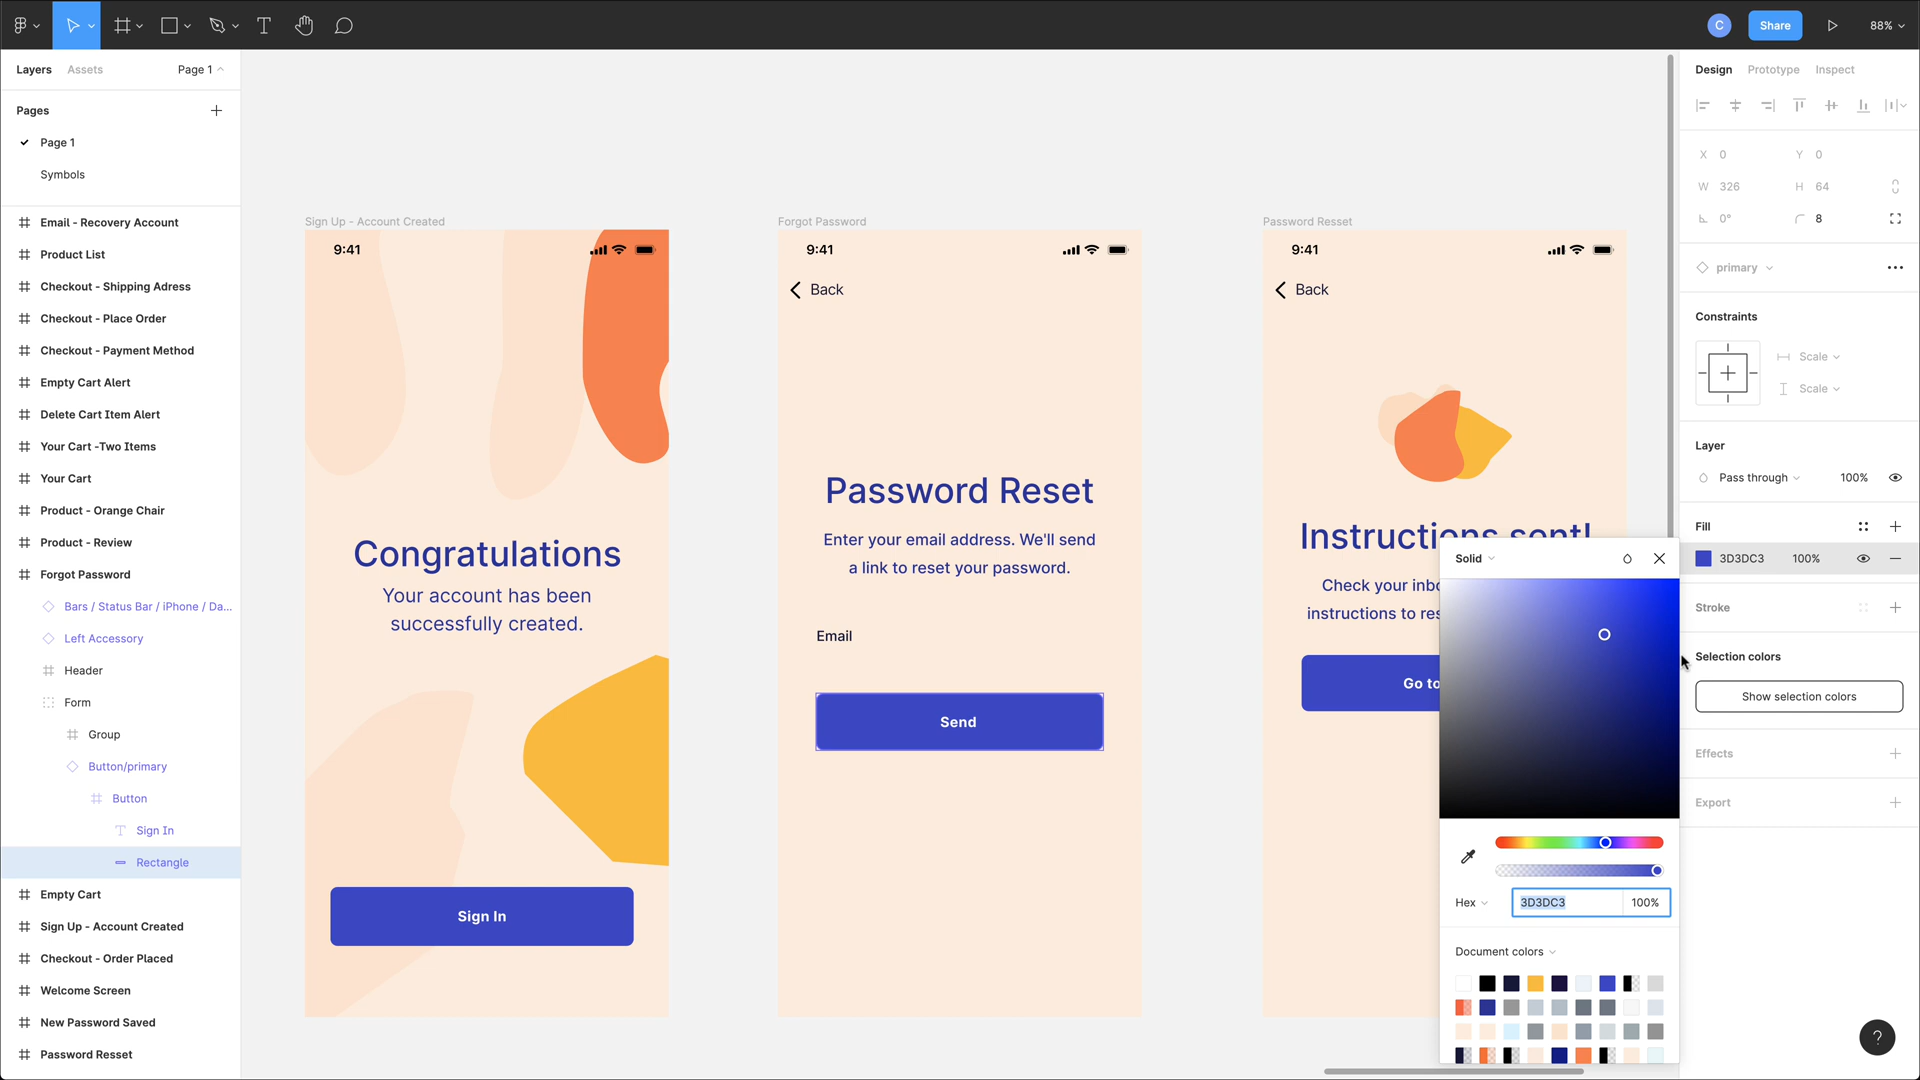 C
Share
88%
Layers
Assets
Page 1
Pages
Page 1
Symbols
Email - Recovery Account
Product List
Checkout - Shipping Adress
Checkout - Place Order
Checkout - Payment Method
Empty Cart Alert
Delete Cart Item Alert
Your Cart -Two Items
Your Cart
Product - Orange Chair
Product - Review
Forgot Password
Bars / Status Bar / iPhone / Da...
Left Accessory
Header
Form
Group
Button/primary
Button
Sign In
Rectangle
Empty Cart
Sign Up - Account Created
Checkout - Order Placed
Welcome Screen
New Password Saved
Password Resset
Sign Up - Account Created
9:41
Congratulations
Your account has been
successfully created.
Sign In
Forgot Password
9:41
Back
Password Reset
Enter your email address. We'll send
a link to reset your password.
Email
Send
Password Resset
9:41
Back
Instructions sent!
Check your inbo
instructions to res
Go to
Solid
Hex
3D3DC3
100%
Document colors
Design
Prototype
Inspect
X 0
Y 0
W 326
H 64
0°
8
primary
Constraints
Scale
Scale
Layer
Pass through
100%
Fill
3D3DC3
100%
Stroke
Selection colors
Show selection colors
Effects
Export
?